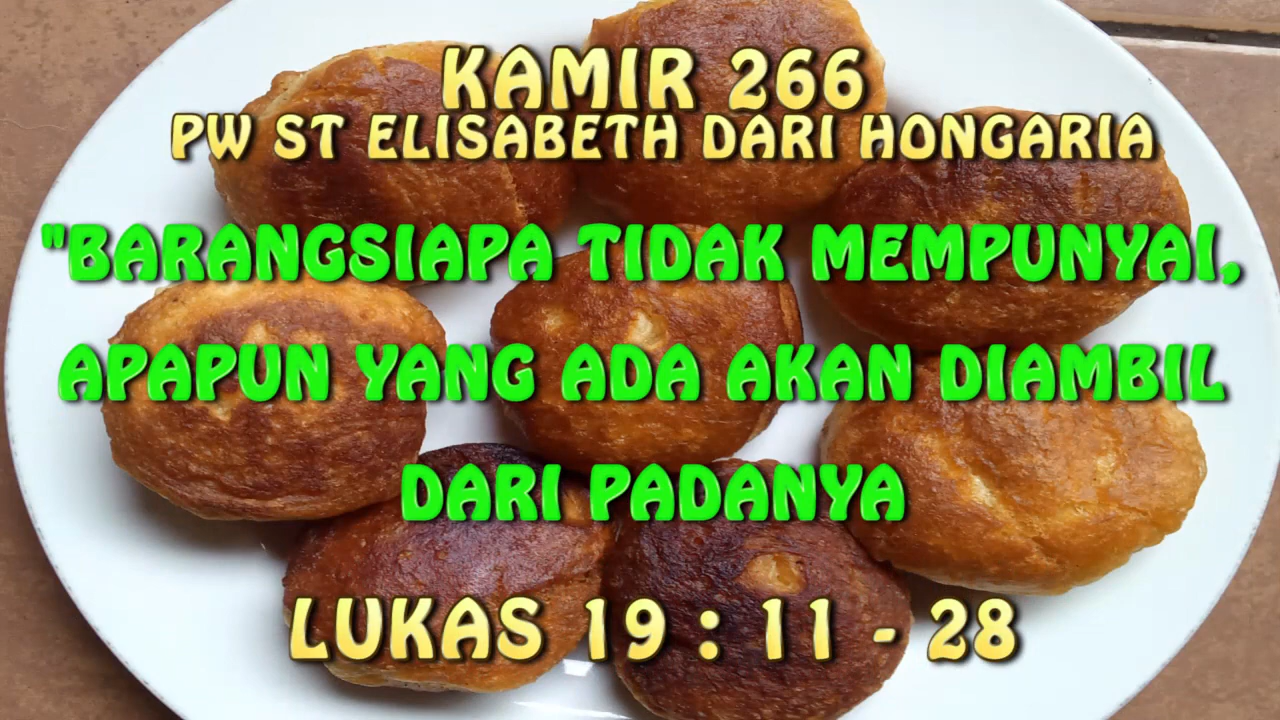 KAMIR 266
PW ST ELISABETH DARI HONGARIA
"BARANGSIAPA TIDAK MEMPUNYAI,
APAPUN YANG ADA AKAN DIAMBIL
DARI PADANYA
LUKAS 19 : 11 - 28